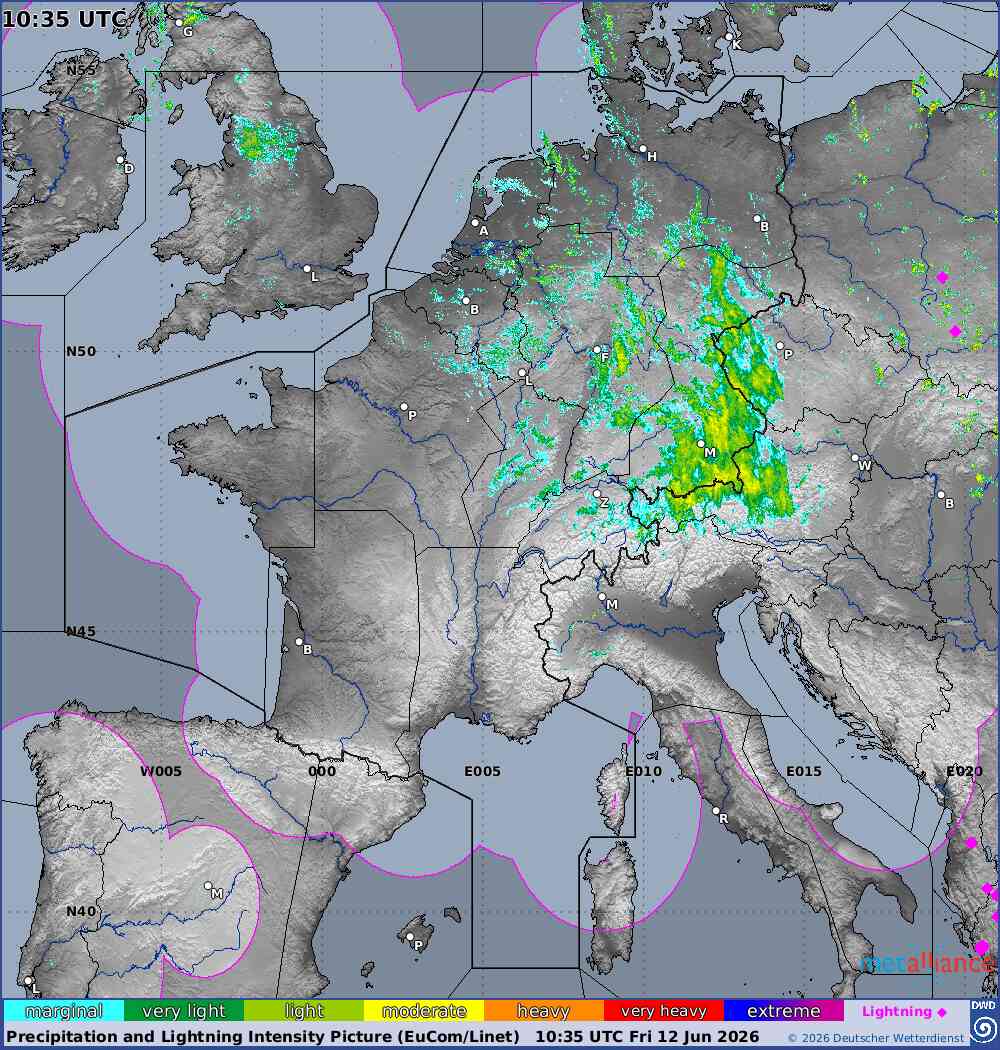 10:35 UTC
G
K
N55
D
H
A
B
L
B
N50
F
P
L
P
M
W
Z
B
M
N45
B
W005
000
E005
E010
E015
E020
R
M
N40
P
L
metalliance
marginal
very light
light
moderate
heavy
very heavy
extreme
Lightning
DWD
Precipitation and Lightning Intensity Picture (EuCom/Linet) 10:35 UTC Fri 12 Jun 2026
© 2026 Deutscher Wetterdienst